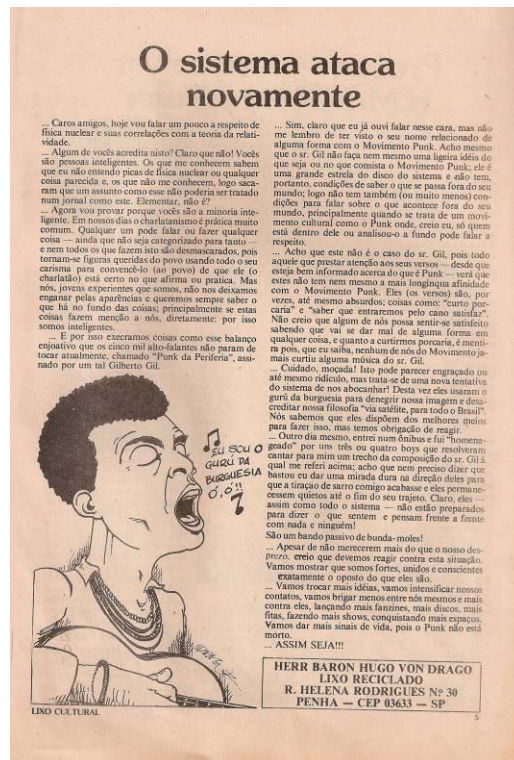 O sistema ataca
novamente
... Caros amigos, hoje vou falar um pouco a respeito de
física nuclear e suas correlações com a teoria da relati-
vidade.
... Algum de vocês acredita nisto? Claro que não! Vocês
são pessoas inteligentes. Os que me conhecem sabem
que eu não entendo picas de física nuclear ou qualquer
coisa parecida e, os que não me conhecem, logo saca-
ram que um assunto como esse não poderia ser tratado
num jornal como este. Elementar, não é?
... Agora vou provar porque vocês são a minoria inte-
ligente. Em nossos dias o charlatanismo é prática muito
comum. Qualquer um pode falar ou fazer qualquer
coisa — ainda que não seja categorizado para tanto —
e nem todos os que fazem isto são desmascarados, pois
tornam-se figuras queridas do povo usando todo o seu
carisma para convencê-lo (ao povo) de que ele (o
charlatão) está certo no que afirma ou pratica. Mas
nós, jovens experientes que somos, não nos deixamos
enganar pelas aparências e queremos sempre saber o
que há no fundo das coisas; principalmente se estas
coisas fazem menção a nós, diretamente: por isso
somos inteligentes.
... E por isso execramos coisas como esse balanço
enjoativo que os cinco mil alto-falantes não param de
tocar atualmente, chamado "Punk da Periferia", assi-
nado por um tal Gilberto Gil.
EU SOU O
GURÚ DA
BURGUESIA
Ô,Ô!!
LIXO CULTURAL
... Sim, claro que eu já ouvi falar nesse cara, mas não
me lembro de ter visto o seu nome relacionado de
alguma forma com o Movimento Punk. Acho mesmo
que o sr. Gil não faça nem mesmo uma ligeira idéia do
que seja ou no que consista o Movimento Punk; ele é
uma grande estrela do disco do sistema e não tem,
portanto, condições de saber o que se passa fora do seu
mundo; logo não tem também (ou muito menos) con-
dições para falar sobre o que acontece fora do seu
mundo, principalmente quando se trata de um movi-
mento cultural como o Punk onde, creio eu, só quem
está dentro dele ou analisou-o a fundo pode falar a
respeito.
... Acho que este não é o caso do sr. Gil, pois todo
aquele que prestar atenção aos seus versos — desde que
esteja bem informado acerca do que é Punk — verá que
estes não tem nem mesmo a mais longínqua afinidade
com o Movimento Punk. Eles (os versos) são, por
vezes, até mesmo absurdos; coisas como: "curto por-
caria" e "saber que entraremos pelo cano satisfaz".
Não creio que algum de nós possa sentir-se satisfeito
sabendo que vai se dar mal de alguma forma em
qualquer coisa, e quanto a curtirmos porcaria, é menti-
ra pois, que eu saiba, nenhum de nós do Movimento ja-
mais curtiu alguma música do sr. Gil.
... Cuidado, moçada! Isto pode parecer engraçado ou
até mesmo ridículo, mas trata-se de uma nova tentativa
do sistema de nos abocanhar! Desta vez eles usaram o
gurú da burguesia para denegrir nossa imagem e desa-
creditar nossa filosofia "via satélite, para todo o Brasil".
Nós sabemos que eles dispõem dos melhores meios
para fazer isso, mas temos obrigação de reagir.
... Outro dia mesmo, entrei num ônibus e fui "homena-
geado" por uns três ou quatro boys que resolveram
cantar para mim um trecho da composição do sr. Gil à
qual me referi acima; acho que nem preciso dizer que
bastou eu dar uma mirada dura na direção deles para
que a tiração de sarro comigo acabasse e eles permane-
cessem quietos até o fim do seu trajeto. Claro, eles —
assim como todo o sistema — não estão preparados
para dizer o que sentem e pensam frente a frente
com nada e ninguém!
São um bando passivo de bunda-moles!
... Apesar de não merecerem mais do que o nosso des-
prezo, creio que devemos reagir contra esta situação.
Vamos mostrar que somos fortes, unidos e conscientes
exatamente o oposto do que eles são.
... Vamos trocar mais idéias, vamos intensificar nossos
contatos, vamos brigar menos entre nós mesmos e mais
contra eles, lançando mais fanzines, mais discos, mais
fitas, fazendo mais shows, conquistando mais espaços.
Vamos dar mais sinais de vida, pois o Punk não está
morto.
... ASSIM SEJA!!!
HERR BARON HUGO VON DRAGO
LIXO RECICLADO
R. HELENA RODRIGUES Nº 30
PENHA — CEP 03633 — SP
5